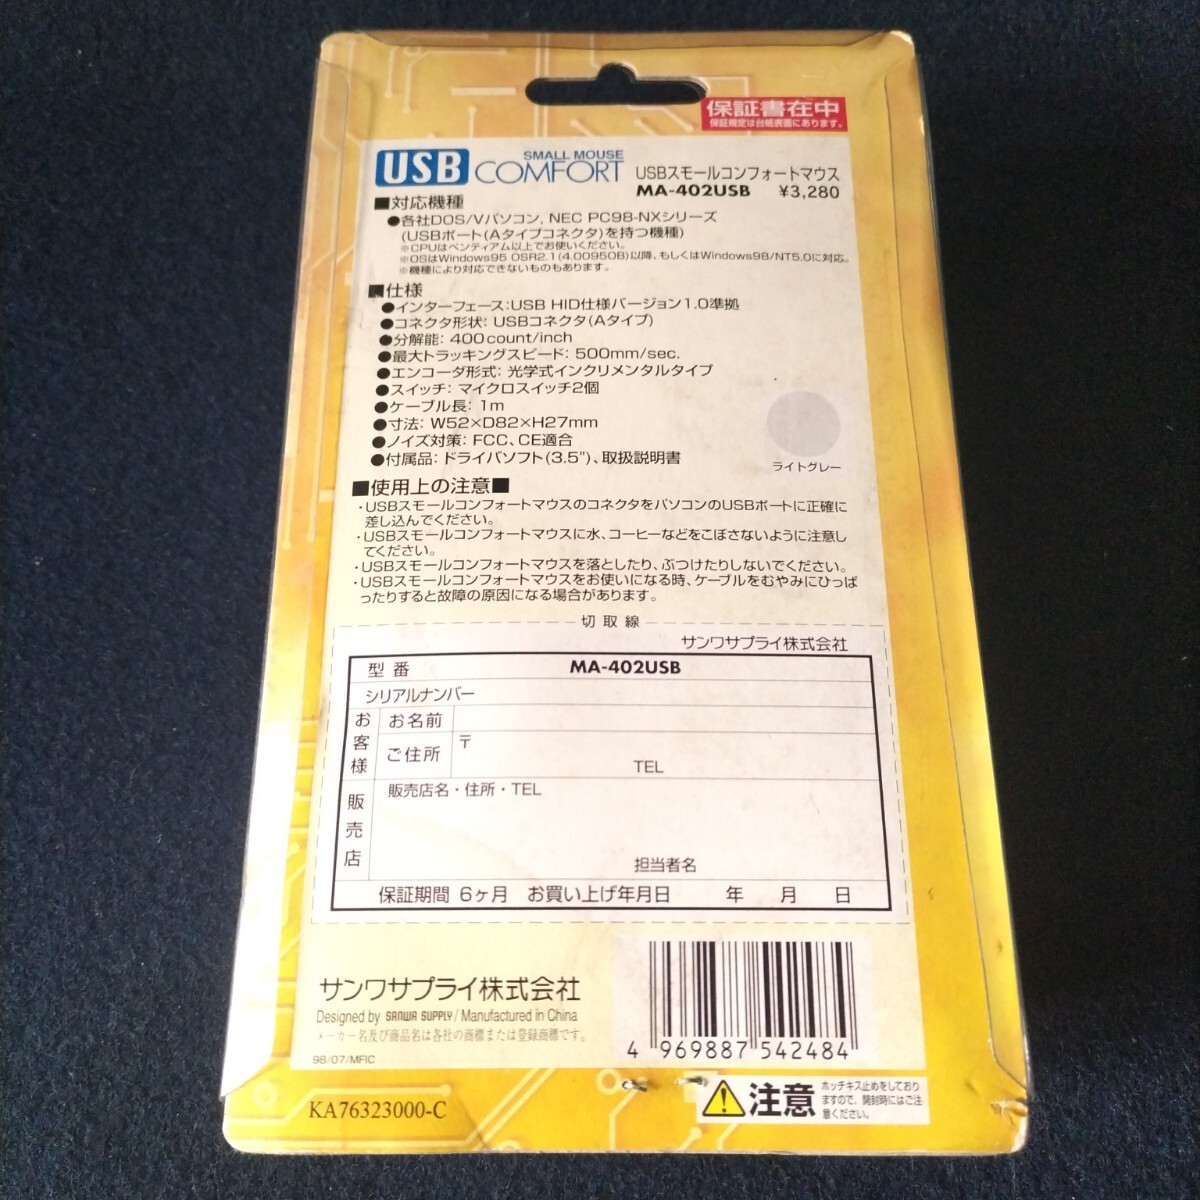 保証書在中
保証規定は台紙表面にあります。
USB SMALL MOUSE COMFORT USBスモールコンフォートマウス
MA-402USB ¥3,280
■対応機種
●各社DOS/Vパソコン, NEC PC98-NXシリーズ
(USBポート(Aタイプコネクタ)を持つ機種)
※CPUはペンティアム以上でお使いください。
※OSはWindows95 OSR2.1(4.00950B)以降、もしくはWindows98/NT5.0に対応。
※機種により対応できないものもあります。
■仕様
●インターフェース:USB HID仕様バージョン1.0準拠
●コネクタ形状: USBコネクタ(Aタイプ)
●分解能: 400count/inch
●最大トラッキングスピード: 500mm/sec.
●エンコーダ形式: 光学式インクリメンタルタイプ
●スイッチ: マイクロスイッチ2個
●ケーブル長: 1m
●寸法: W52×D82×H27mm
●ノイズ対策: FCC、CE適合
●付属品: ドライバソフト(3.5")、取扱説明書
ライトグレー
■使用上の注意■
・USBスモールコンフォートマウスのコネクタをパソコンのUSBポートに正確に
差し込んでください。
・USBスモールコンフォートマウスに水、コーヒーなどをこぼさないように注意し
てください。
・USBスモールコンフォートマウスを落としたり、ぶつけたりしないでください。
・USBスモールコンフォートマウスをお使いになる時、ケーブルをむやみにひっぱ
ったりすると故障の原因になる場合があります。
切取線
サンワサプライ株式会社
型番 MA-402USB
シリアルナンバー
お客様 お名前
ご住所 〒
TEL
販売店 販売店名・住所・TEL
担当者名
保証期間 6ヶ月 お買い上げ年月日 年 月 日
サンワサプライ株式会社
Designed by SANWA SUPPLY / Manufactured in China
メーカー名及び商品名は各社の商標または登録商標です。
98/07/MFIC
4 969887 542484
KA76323000-C
注意 ホッチキス止めをしており
ますので、開封時にはご注
意ください。